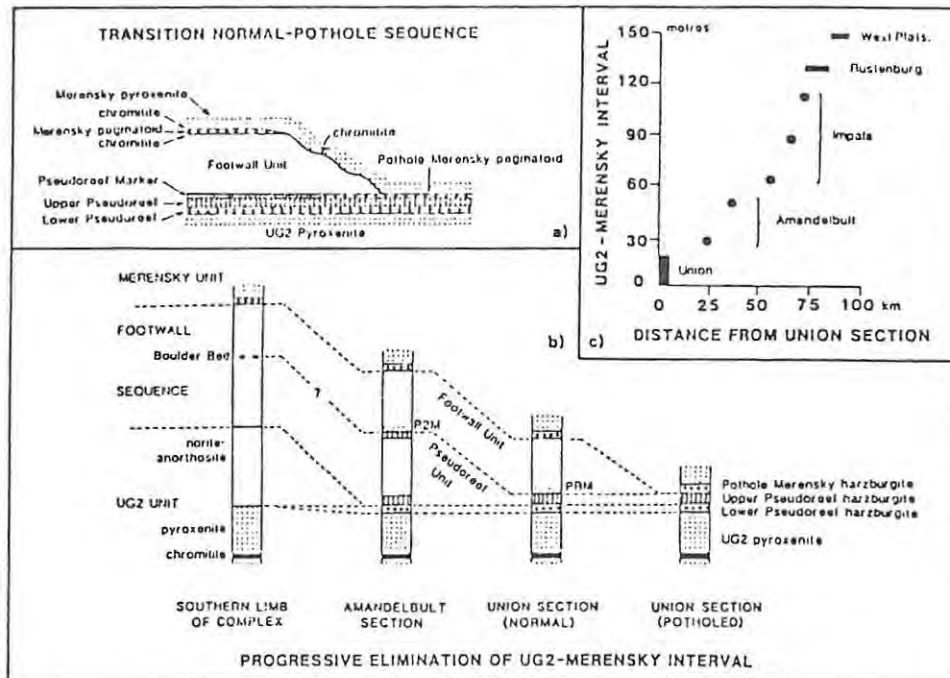 TRANSITION NORMAL-POTHOLE SEQUENCE
Merensky pyroxenite
chromitite
Merensky pegmatoid
chromitite
chromitite
Footwall Unit
Pothole Merensky pegmatoid
Pseudoreef Marker
Upper Pseudoreef
Lower Pseudoreef
UG2 Pyroxenite
a)
150
metres
West Plats.
Rustenburg
120
90
Impala
60
Amandelbult
30
Union
0
0 25 50 75 100 km
UG2-MERENSKY INTERVAL
DISTANCE FROM UNION SECTION
c)
b)
MERENSKY UNIT
FOOTWALL
Boulder Bed
SEQUENCE
?
PRM
Footwall Unit
Pseudoreef Unit
PRM
norite-
anorthosite
UG2 UNIT
pyroxenite
chromitite
Pothole Merensky harzburgite
Upper Pseudoreef harzburgite
Lower Pseudoreef harzburgite
UG2 pyroxenite
SOUTHERN LIMB
OF COMPLEX
AMANDELBULT
SECTION
UNION SECTION
(NORMAL)
UNION SECTION
(POTHOLED)
PROGRESSIVE ELIMINATION OF UG2-MERENSKY INTERVAL